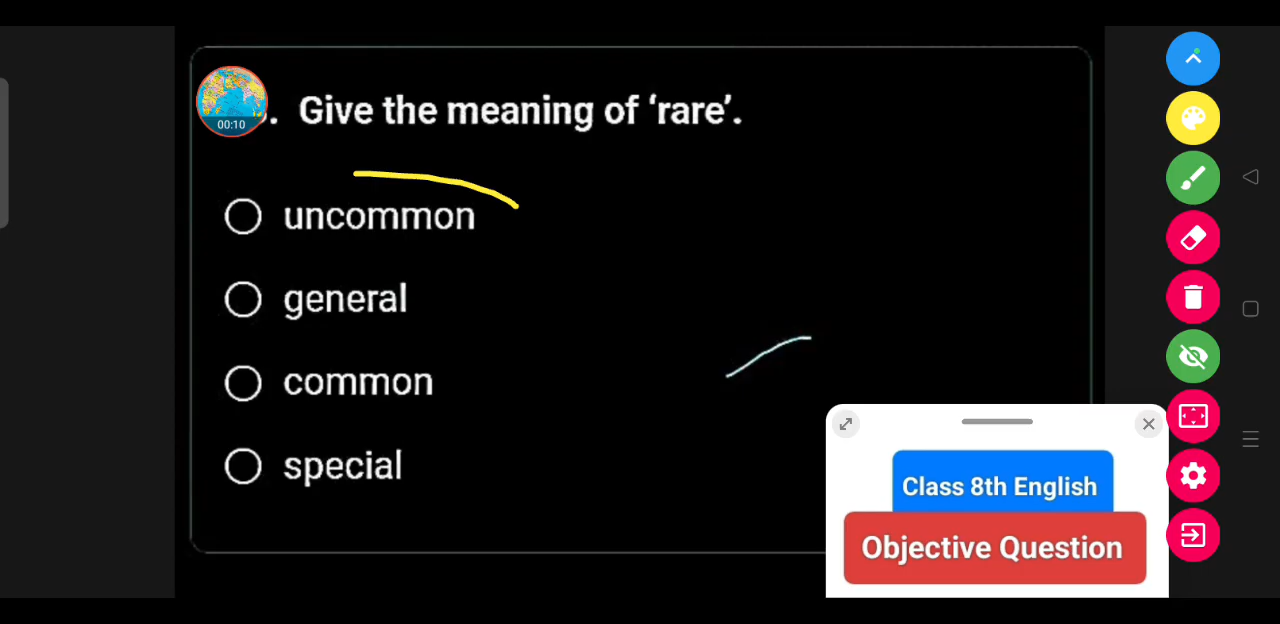 . Give the meaning of ‘rare’.
00:10
uncommon
general
common
special
Class 8th English
Objective Question